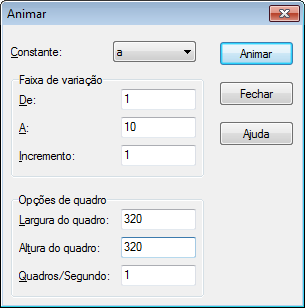 Animar
Constante: a Animar
Faixa de variação
De: 1 Fechar
A: 10
Ajuda
Incremento: 1
Opções de quadro
Largura do quadro: 320
Altura do quadro: 320
Quadros/Segundo: 1